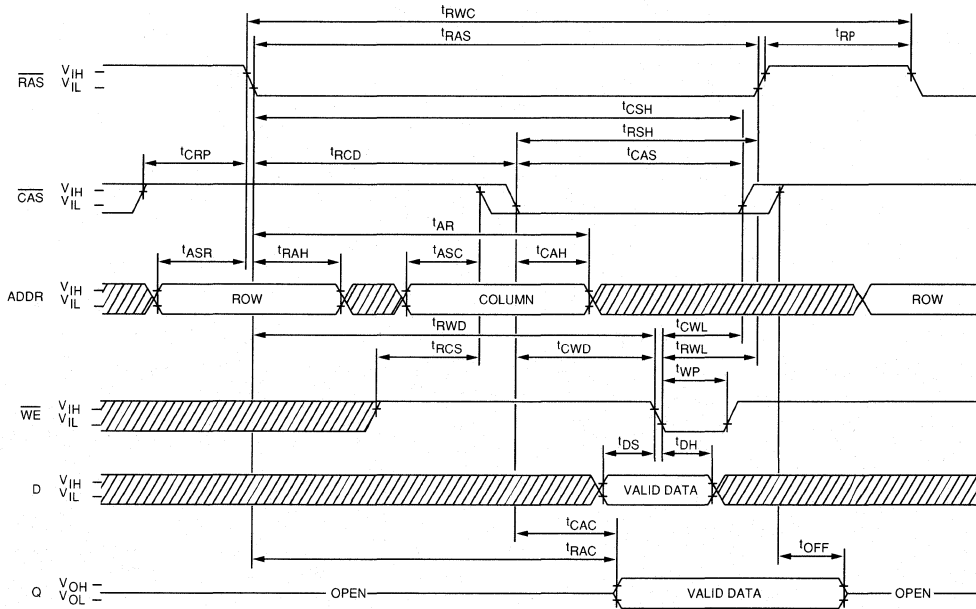 tRWC
tRAS
tRP
RAS VIH VIL
tCSH
tRSH
tCRP tRCD tCAS
CAS VIH VIL
tAR
tASR tRAH tASC tCAH
ADDR VIH VIL ROW COLUMN ROW
tRWD tCWL
tRCS tCWD tRWL
tWP
WE VIH VIL
tDS tDH
D VIH VIL VALID DATA
tCAC
tRAC tOFF
Q VOH VOL OPEN VALID DATA OPEN